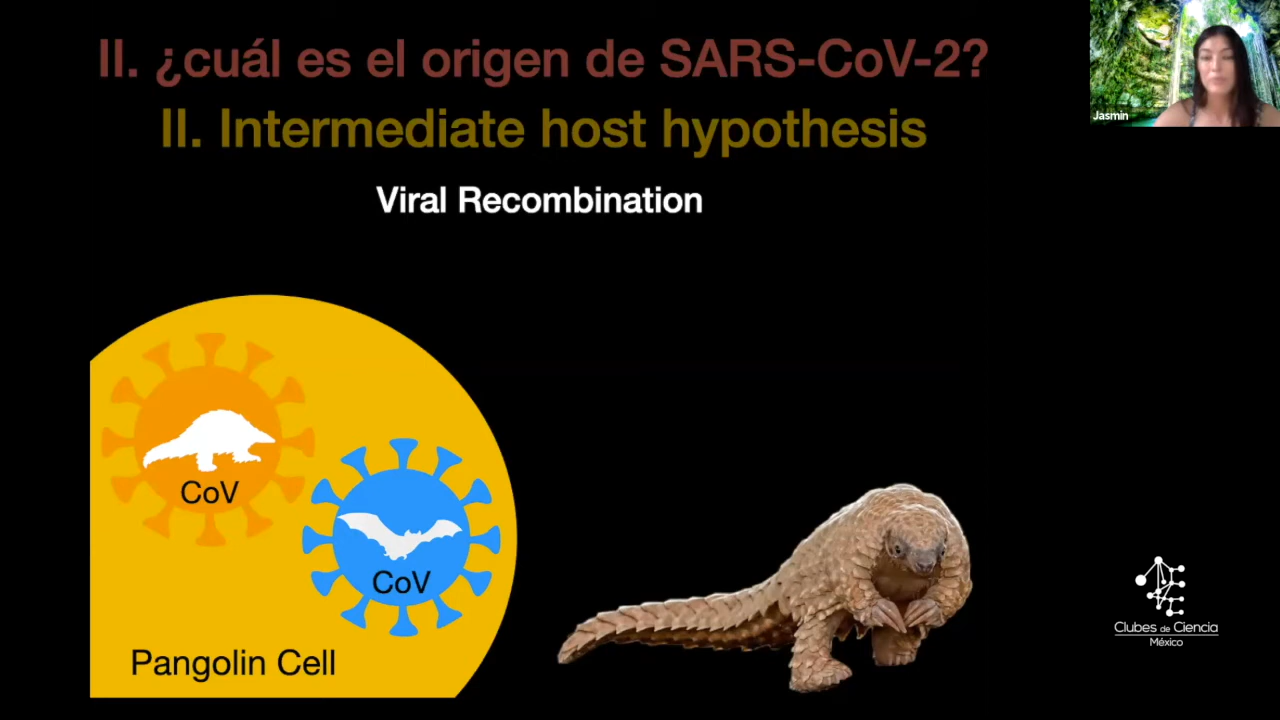 II. ¿cuál es el origen de SARS-CoV-2?
II. Intermediate host hypothesis
Viral Recombination
Jasmin
CoV
CoV
Pangolin Cell
Clubes de Ciencia
México